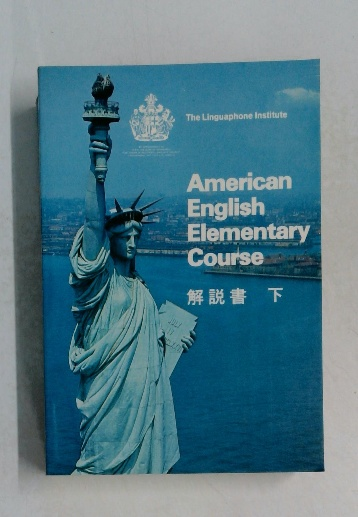 The Linguaphone Institute
American
English
Elementary
Course
解説書 下